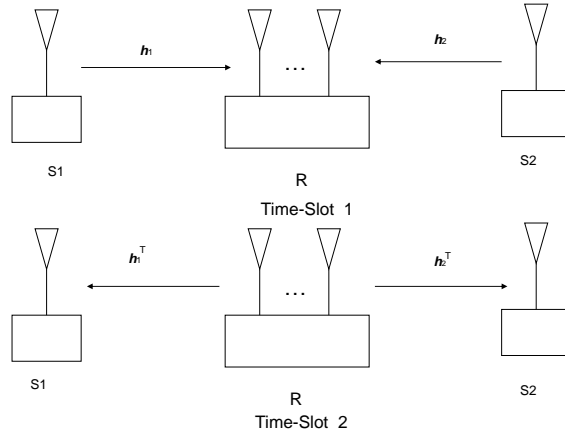 h1 ... h2
S1 S2
R
Time-Slot 1
h1T ... h2T
S1 S2
R
Time-Slot 2